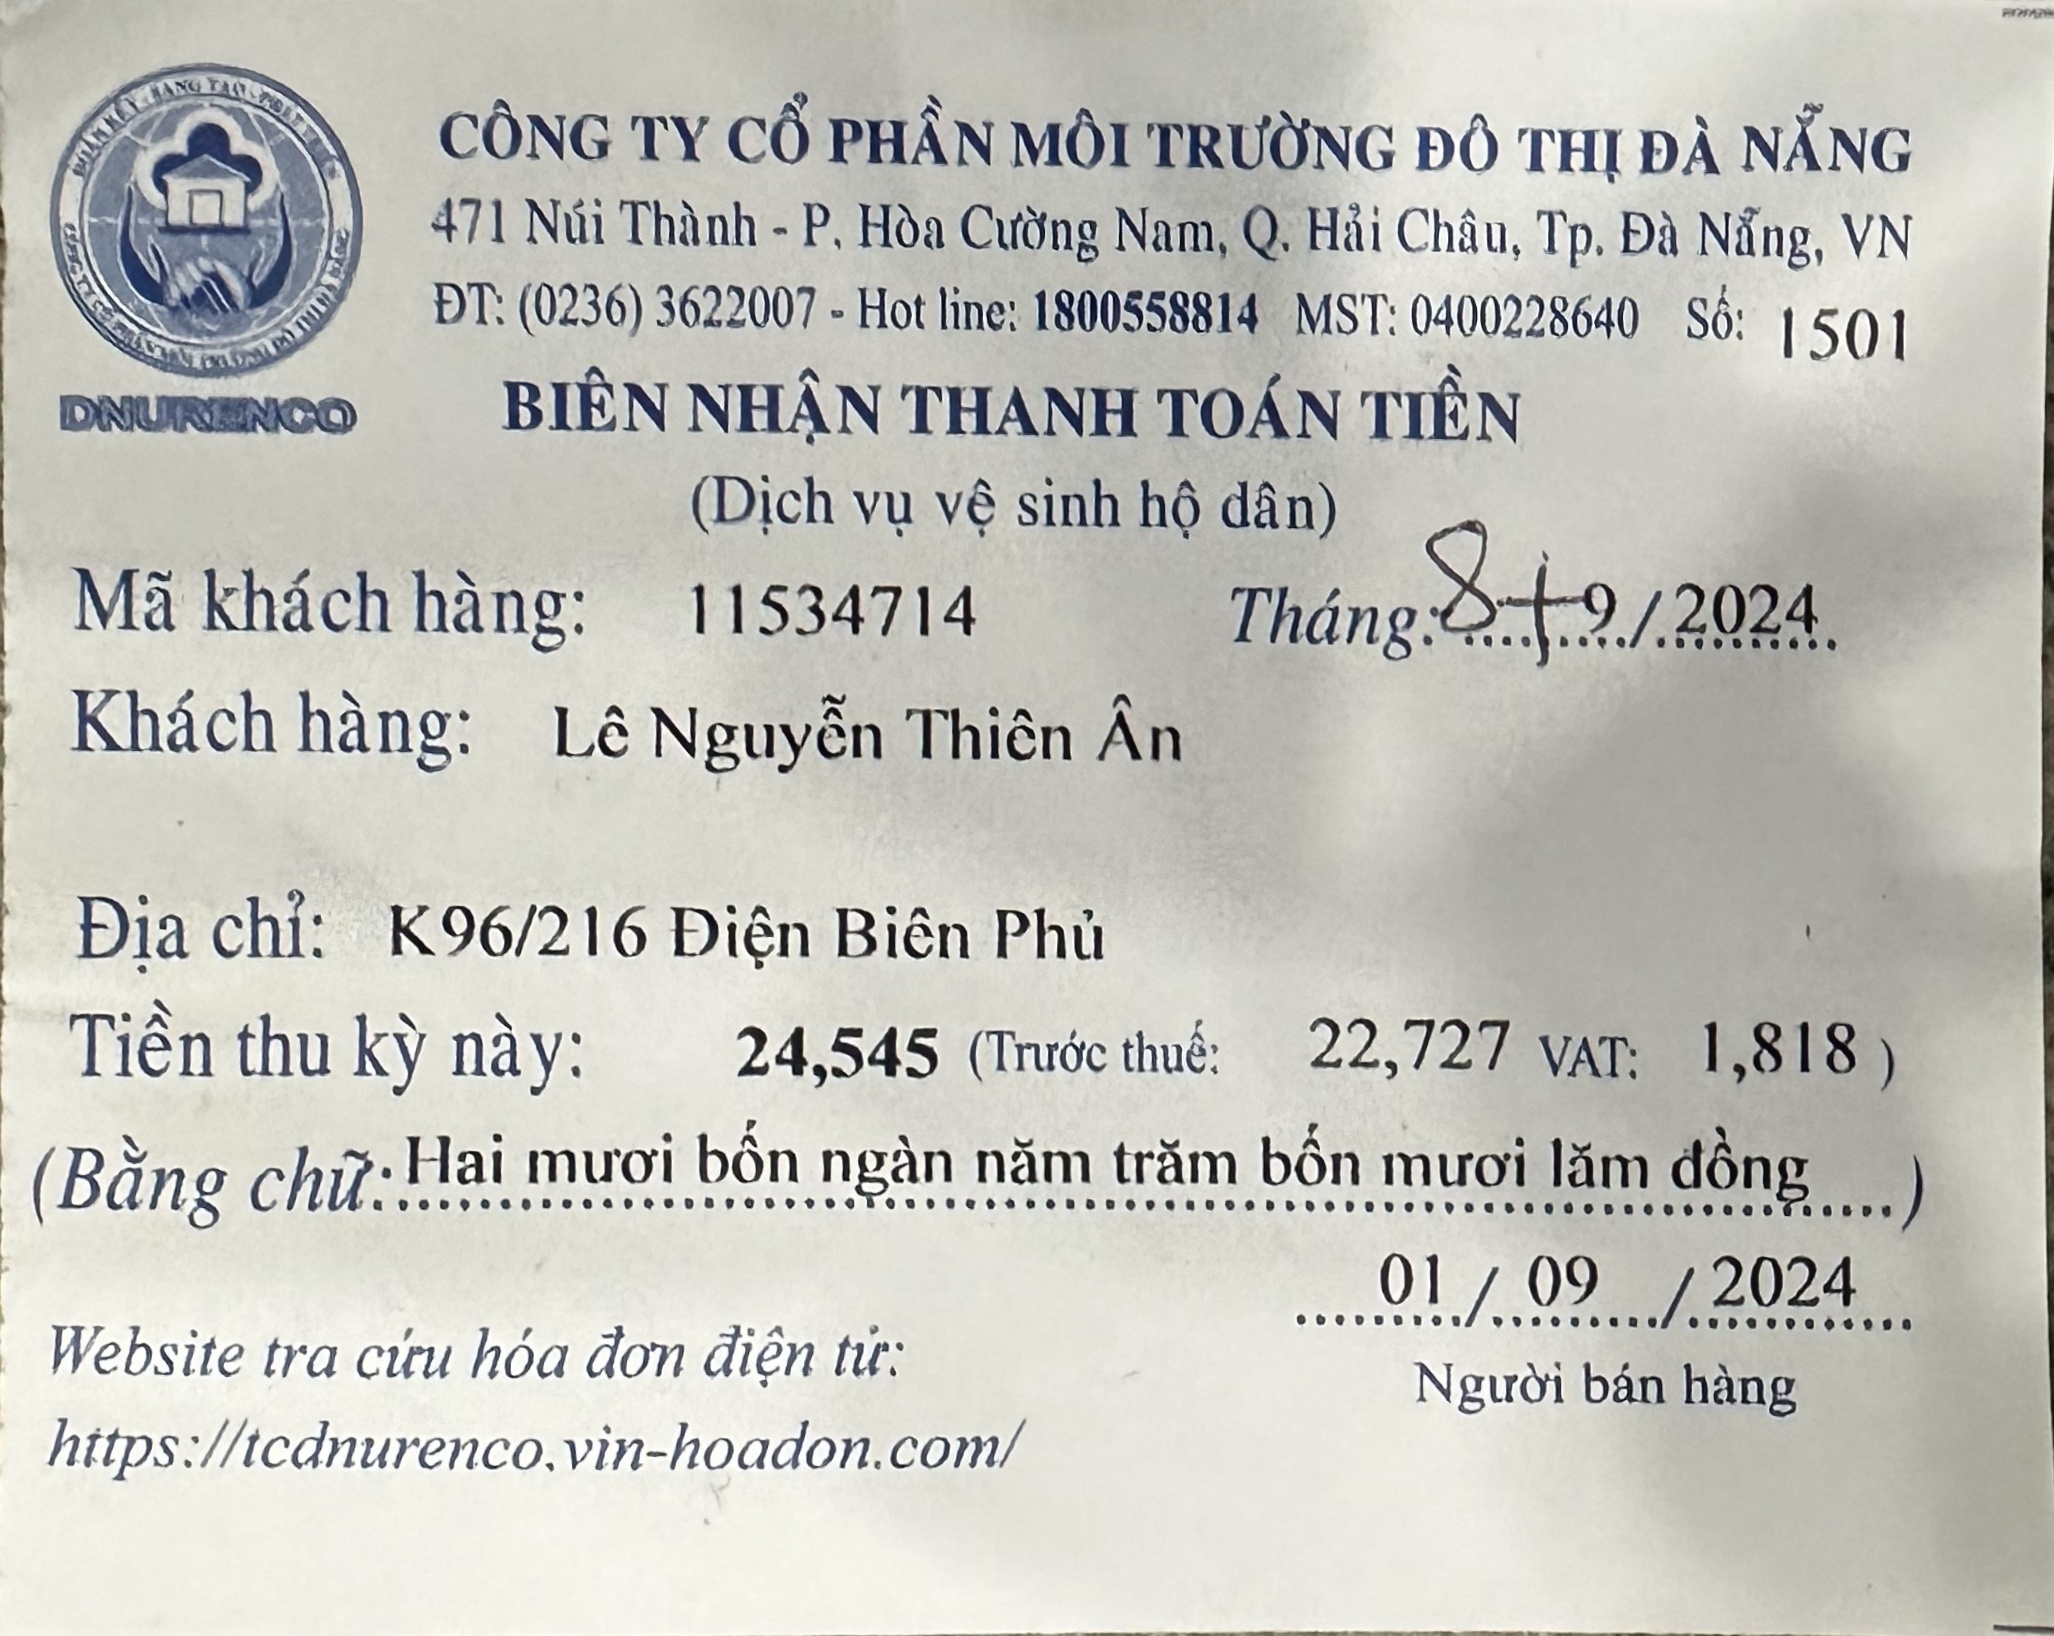 CÔNG TY CỔ PHẦN MÔI TRƯỜNG ĐÔ THỊ ĐÀ NẴNG
471 Núi Thành - P. Hòa Cường Nam, Q. Hải Châu, Tp. Đà Nẵng, VN
ĐT: (0236) 3622007 - Hot line: 1800558814 MST: 0400228640 Số: 1501
DNURENCO
BIÊN NHẬN THANH TOÁN TIỀN
(Dịch vụ vệ sinh hộ dân)
Mã khách hàng: 11534714 Tháng: 8+9/2024
Khách hàng: Lê Nguyễn Thiên Ân
Địa chỉ: K96/216 Điện Biên Phủ
Tiền thu kỳ này: 24,545 (Trước thuế: 22,727 VAT: 1,818 )
(Bằng chữ: Hai mươi bốn ngàn năm trăm bốn mươi lăm đồng)
01 / 09 / 2024
Người bán hàng
Website tra cứu hóa đơn điện tử:
https://tcdnurenco.vin-hoadon.com/